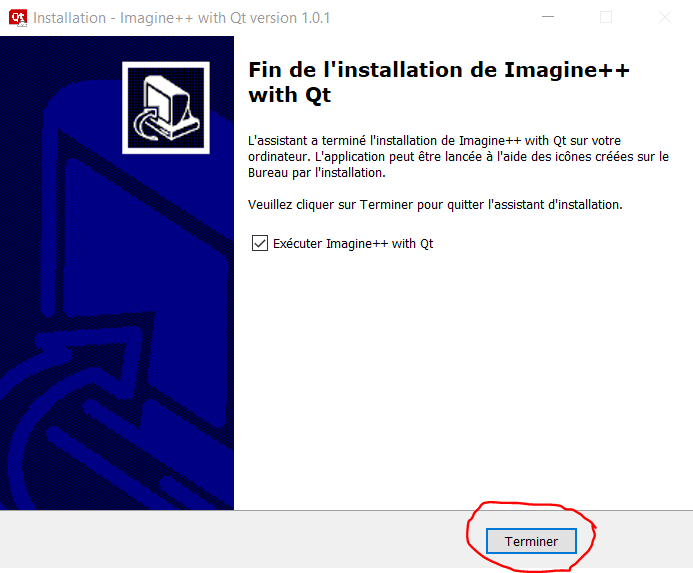 Qt Installation - Imagine++ with Qt version 1.0.1
Fin de l'installation de Imagine++
with Qt
L'assistant a terminé l'installation de Imagine++ with Qt sur votre
ordinateur. L'application peut être lancée à l'aide des icônes créées sur le
Bureau par l'installation.
Veuillez cliquer sur Terminer pour quitter l'assistant d'installation.
Exécuter Imagine++ with Qt
Terminer